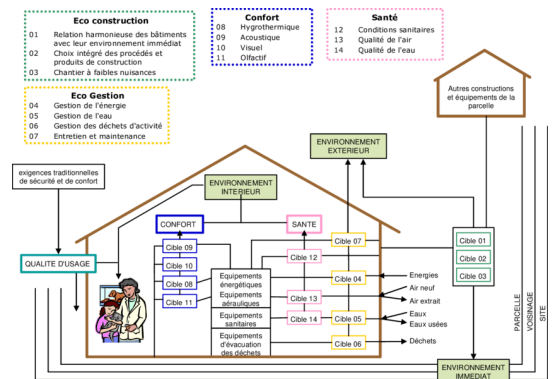 Eco construction
01 Relation harmonieuse des bâtiments
avec leur environnement immédiat
02 Choix intégré des procédés et
produits de construction
03 Chantier à faibles nuisances
Confort
08 Hygrothermique
09 Acoustique
10 Visuel
11 Olfactif
Santé
12 Conditions sanitaires
13 Qualité de l'air
14 Qualité de l'eau
Eco Gestion
04 Gestion de l'énergie
05 Gestion de l'eau
06 Gestion des déchets d'activité
07 Entretien et maintenance
Autres constructions
et équipements de la
parcelle
ENVIRONNEMENT
EXTERIEUR
exigences traditionnelles
de sécurité et de confort
ENVIRONNEMENT
INTERIEUR
CONFORT
SANTE
QUALITE D'USAGE
Cible 09
Cible 10
Cible 08
Cible 11
Cible 12
Cible 13
Cible 14
Cible 07
Cible 04
Cible 05
Cible 06
Equipements
énergétiques
Equipements
aérauliques
Equipements
sanitaires
Equipements
d'évacuation
des déchets
Energies
Air neuf
Air extrait
Eaux
Eaux usées
Déchets
Cible 01
Cible 02
Cible 03
PARCELLE
VOISINAGE
SITE
ENVIRONNEMENT
IMMEDIAT